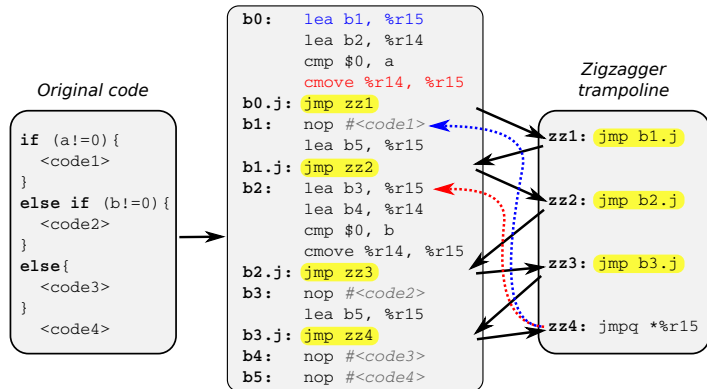 Original code
if (a!=0){
<code1>
}
else if (b!=0){
<code2>
}
else{
<code3>
}
<code4>
b0: lea b1, %r15
lea b2, %r14
cmp $0, a
cmove %r14, %r15
b0.j: jmp zz1
b1: nop #<code1>
lea b5, %r15
b1.j: jmp zz2
b2: lea b3, %r15
lea b4, %r14
cmp $0, b
cmove %r14, %r15
b2.j: jmp zz3
b3: nop #<code2>
lea b5, %r15
b3.j: jmp zz4
b4: nop #<code3>
b5: nop #<code4>
Zigzagger
trampoline
zz1: jmp b1.j
zz2: jmp b2.j
zz3: jmp b3.j
zz4: jmpq *%r15